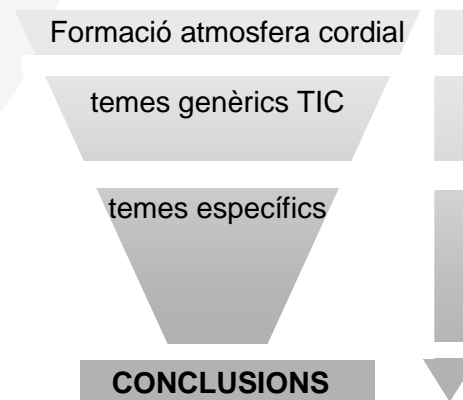 Formació atmosfera cordial
temes genèrics TIC
temes específics
CONCLUSIONS